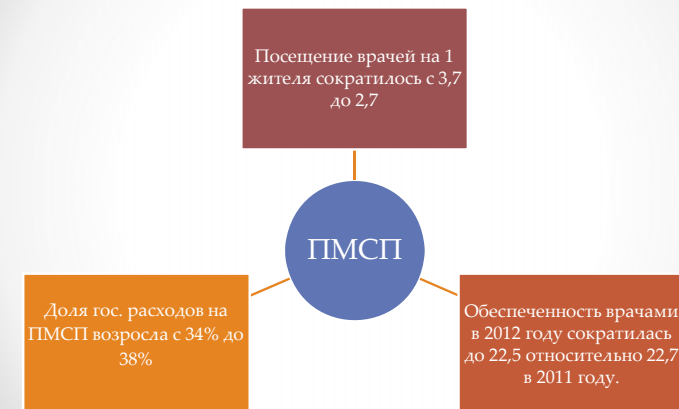 Посещение врачей на 1
жителя сократилось с 3,7
до 2,7
ПМСП
Доля гос. расходов на
ПМСП возросла с 34% до
38%
Обеспеченность врачами
в 2012 году сократилась
до 22,5 относительно 22,7
в 2011 году.